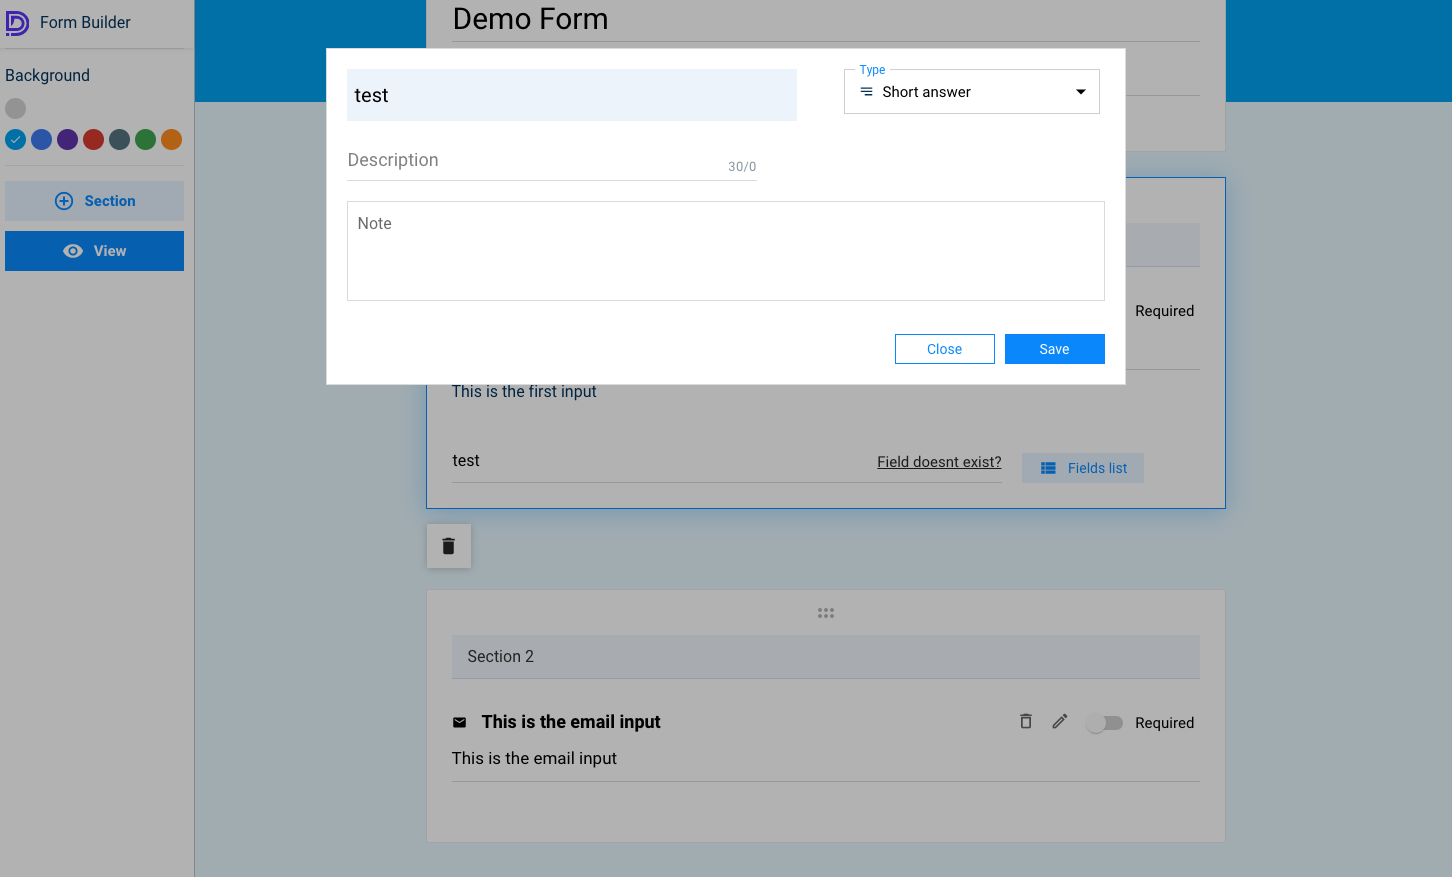 Form Builder
Background
Section
View
Demo Form
test
Type
Short answer
Description
30/0
Note
Close
Save
Required
This is the first input
test
Field doesnt exist?
Fields list
Section 2
This is the email input
Required
This is the email input